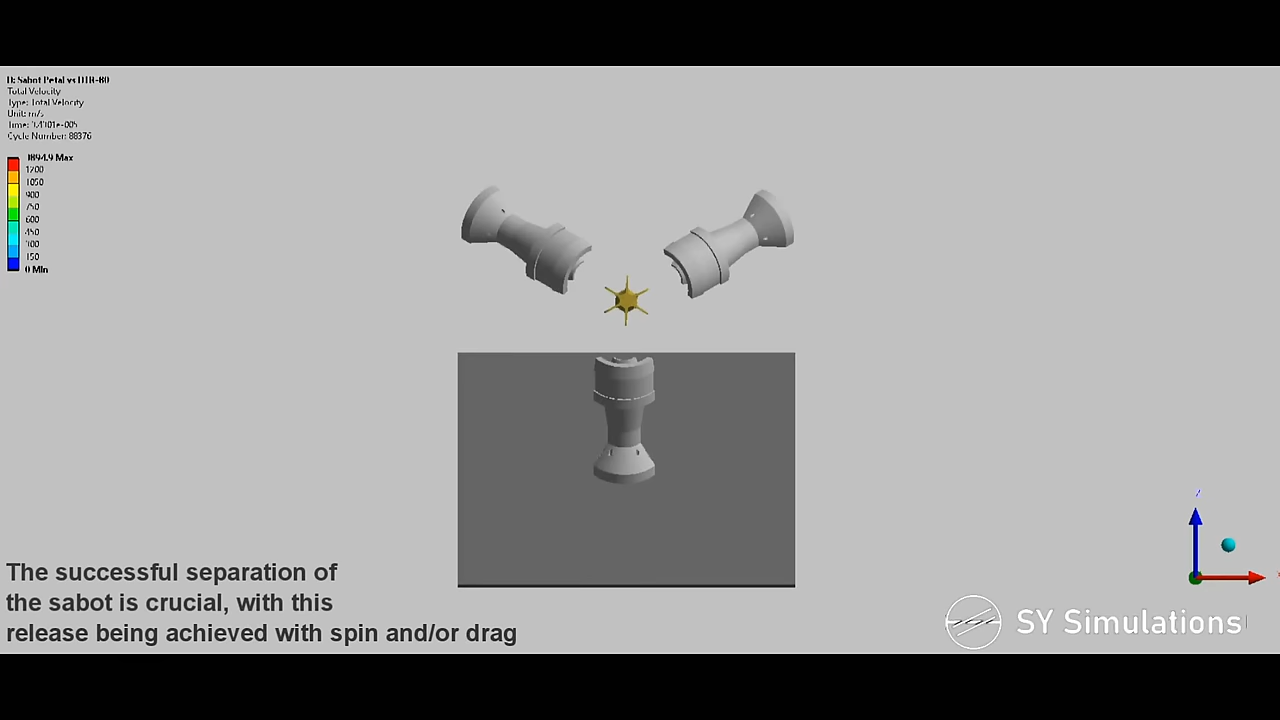 D: Sabot Petal vs DTR-80
Total Velocity
Type: Total Velocity
Unit: m/s
Cycle Number: 88376
1200
1050
900
750
600
450
300
150
0 Min
The successful separation of
the sabot is crucial, with this
release being achieved with spin and/or drag
SY Simulations